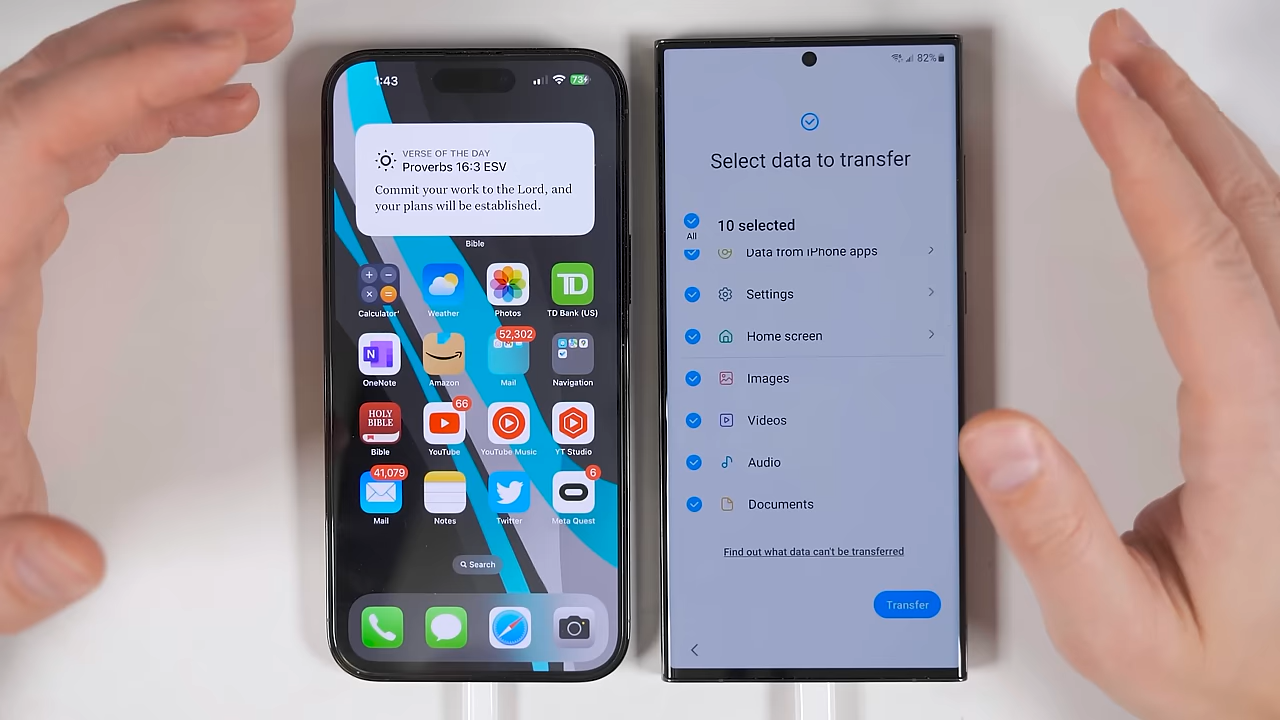 1:43
73
VERSE OF THE DAY
Proverbs 16:3 ESV
Commit your work to the Lord, and
your plans will be established.
Bible
Calculator⁺
Weather
Photos
TD
TD Bank (US)
N
OneNote
Amazon
52,302
Mail
Navigation
HOLY
BIBLE
Bible
66
YouTube
YouTube Music
YT Studio
41,079
Mail
Notes
Twitter
6
Meta Quest
Search
82%
Select data to transfer
All
10 selected
Data from iPhone apps
Settings
Home screen
Images
Videos
Audio
Documents
Find out what data can't be transferred
Transfer